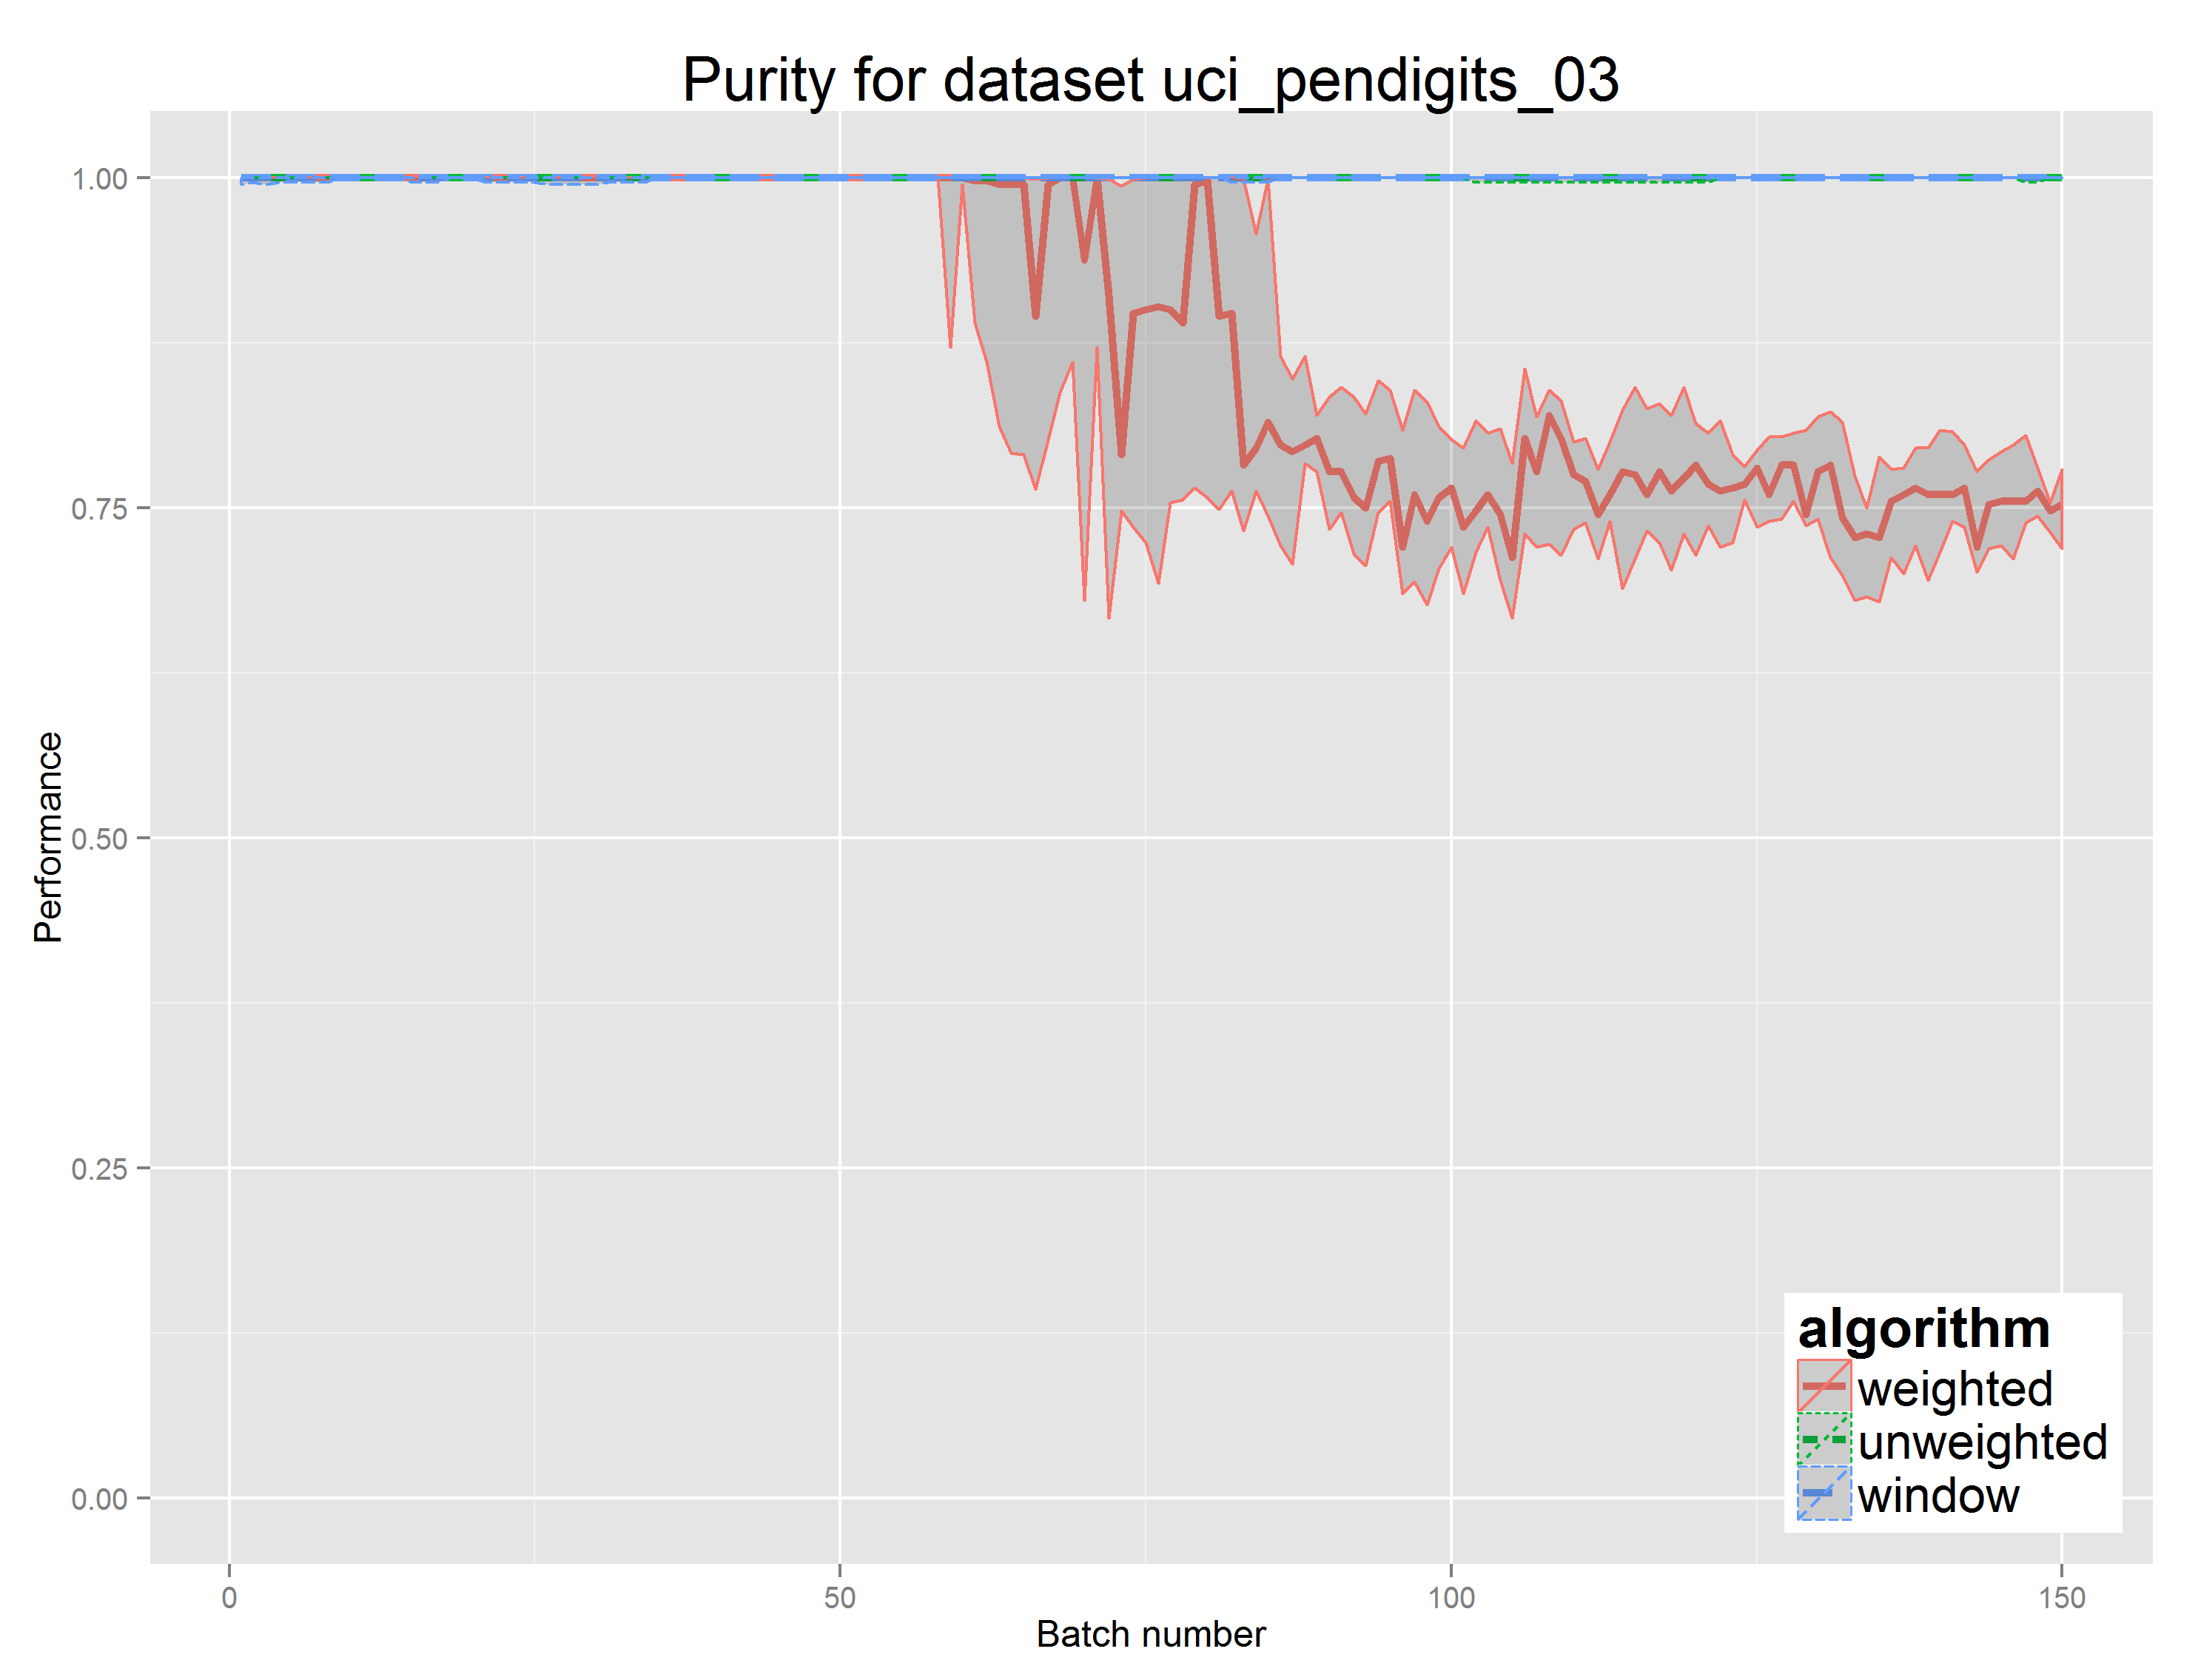 Purity for dataset uci_pendigits_03
Performance
1.00
0.75
0.50
0.25
0.00
0
50
100
150
Batch number
algorithm
weighted
unweighted
window